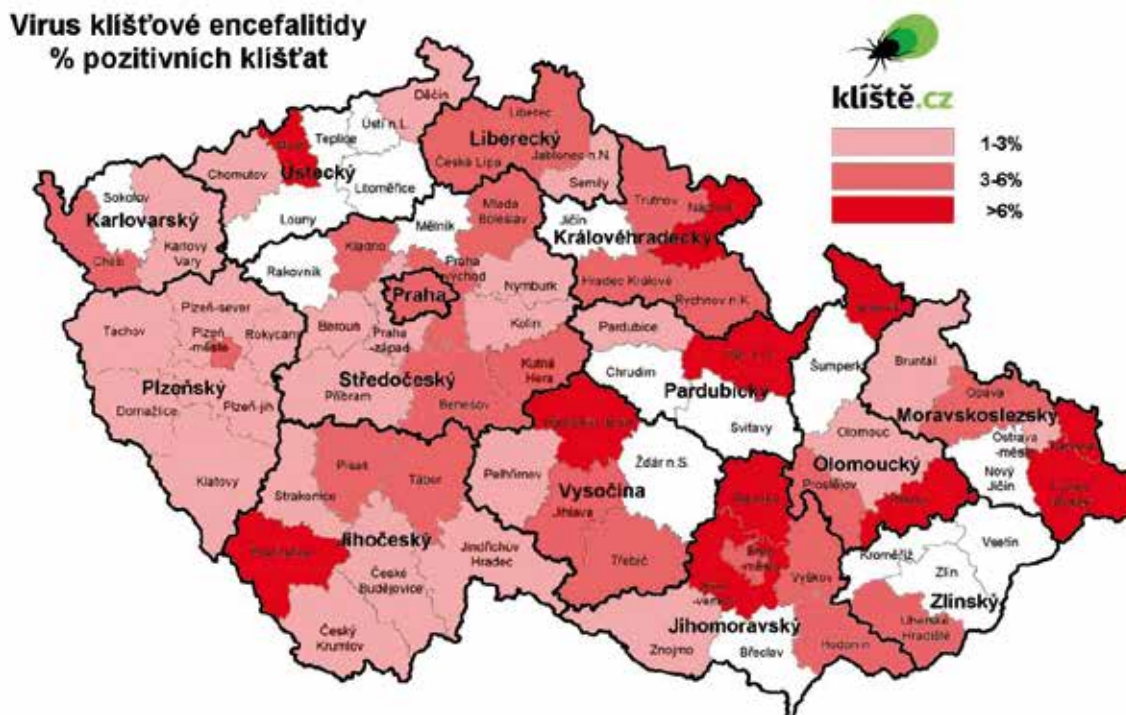 Virus klíšťové encefalitidy
% pozitivních klíšťat
klíště.cz
1-3%
3-6%
>6%
Děčín
Ústí n.L.
Teplice
Ústecký
Chomutov
Litoměřice
Louny
Liberec
Liberecký
Česká Lípa
Jablonec n.N.
Semily
Sokolov
Karlovarský
Karlovy
Vary
Cheb
Trutnov
Náchod
Jičín
Královéhradecký
Hradec Králové
Rychnov n.K.
Mladá
Boleslav
Mělník
Kladno
Rakovník
Praha
-východ
Praha
Nymburk
Kolín
Beroun
Praha
-západ
Středočeský
Příbram
Benešov
Kutná
Hora
Tachov
Plzeň-sever
Plzeň
-město
Rokycany
Plzeňský
Domažlice
Plzeň-jih
Klatovy
Pardubice
Chrudim
Pardubický
Svitavy
Šumperk
Bruntál
Opava
Moravskoslezský
Ostrava
-město
Nový
Jičín
Olomouc
Olomoucký
Prostějov
Pelhřimov
Žďár n.S.
Vysočina
Jihlava
Třebíč
Písek
Tábor
Strakonice
Jihočeský
Jindřichův
Hradec
České
Budějovice
Český
Krumlov
Brno
-město
Vyškov
Jihomoravský
Znojmo
Břeclav
Hodonín
Kroměříž
Vsetín
Zlín
Zlínský
Uherské
Hradiště